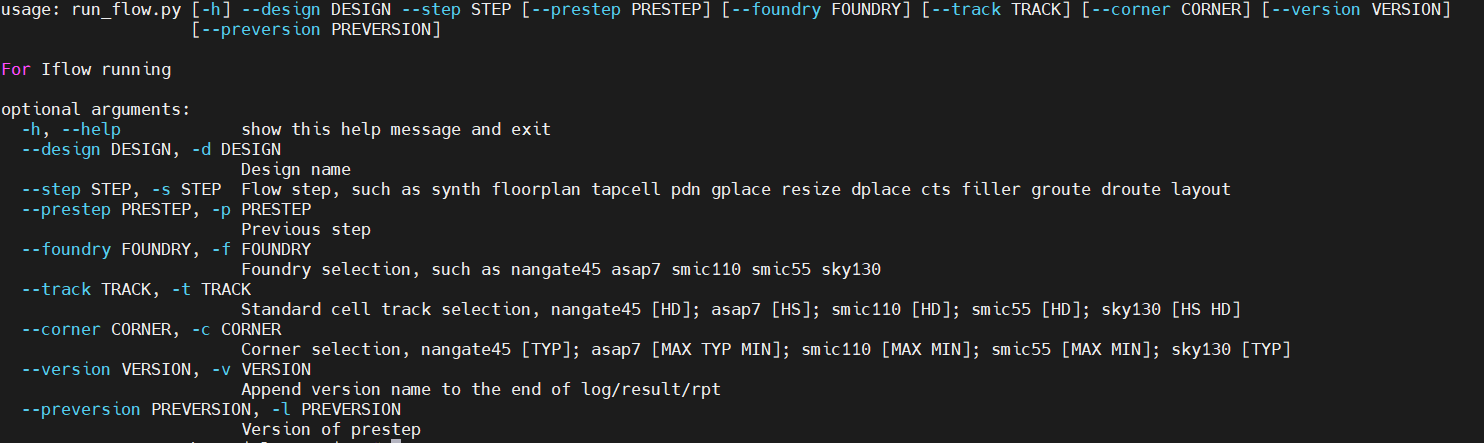 usage: run_flow.py [-h] --design DESIGN --step STEP [--prestep PRESTEP] [--foundry FOUNDRY] [--track TRACK] [--corner CORNER] [--version VERSION]
[--preversion PREVERSION]
For Iflow running
optional arguments:
-h, --help show this help message and exit
--design DESIGN, -d DESIGN
Design name
--step STEP, -s STEP Flow step, such as synth floorplan tapcell pdn gplace resize dplace cts filler groute droute layout
--prestep PRESTEP, -p PRESTEP
Previous step
--foundry FOUNDRY, -f FOUNDRY
Foundry selection, such as nangate45 asap7 smic110 smic55 sky130
--track TRACK, -t TRACK
Standard cell track selection, nangate45 [HD]; asap7 [HS]; smic110 [HD]; smic55 [HD]; sky130 [HS HD]
--corner CORNER, -c CORNER
Corner selection, nangate45 [TYP]; asap7 [MAX TYP MIN]; smic110 [MAX MIN]; smic55 [MAX MIN]; sky130 [TYP]
--version VERSION, -v VERSION
Append version name to the end of log/result/rpt
--preversion PREVERSION, -l PREVERSION
Version of prestep